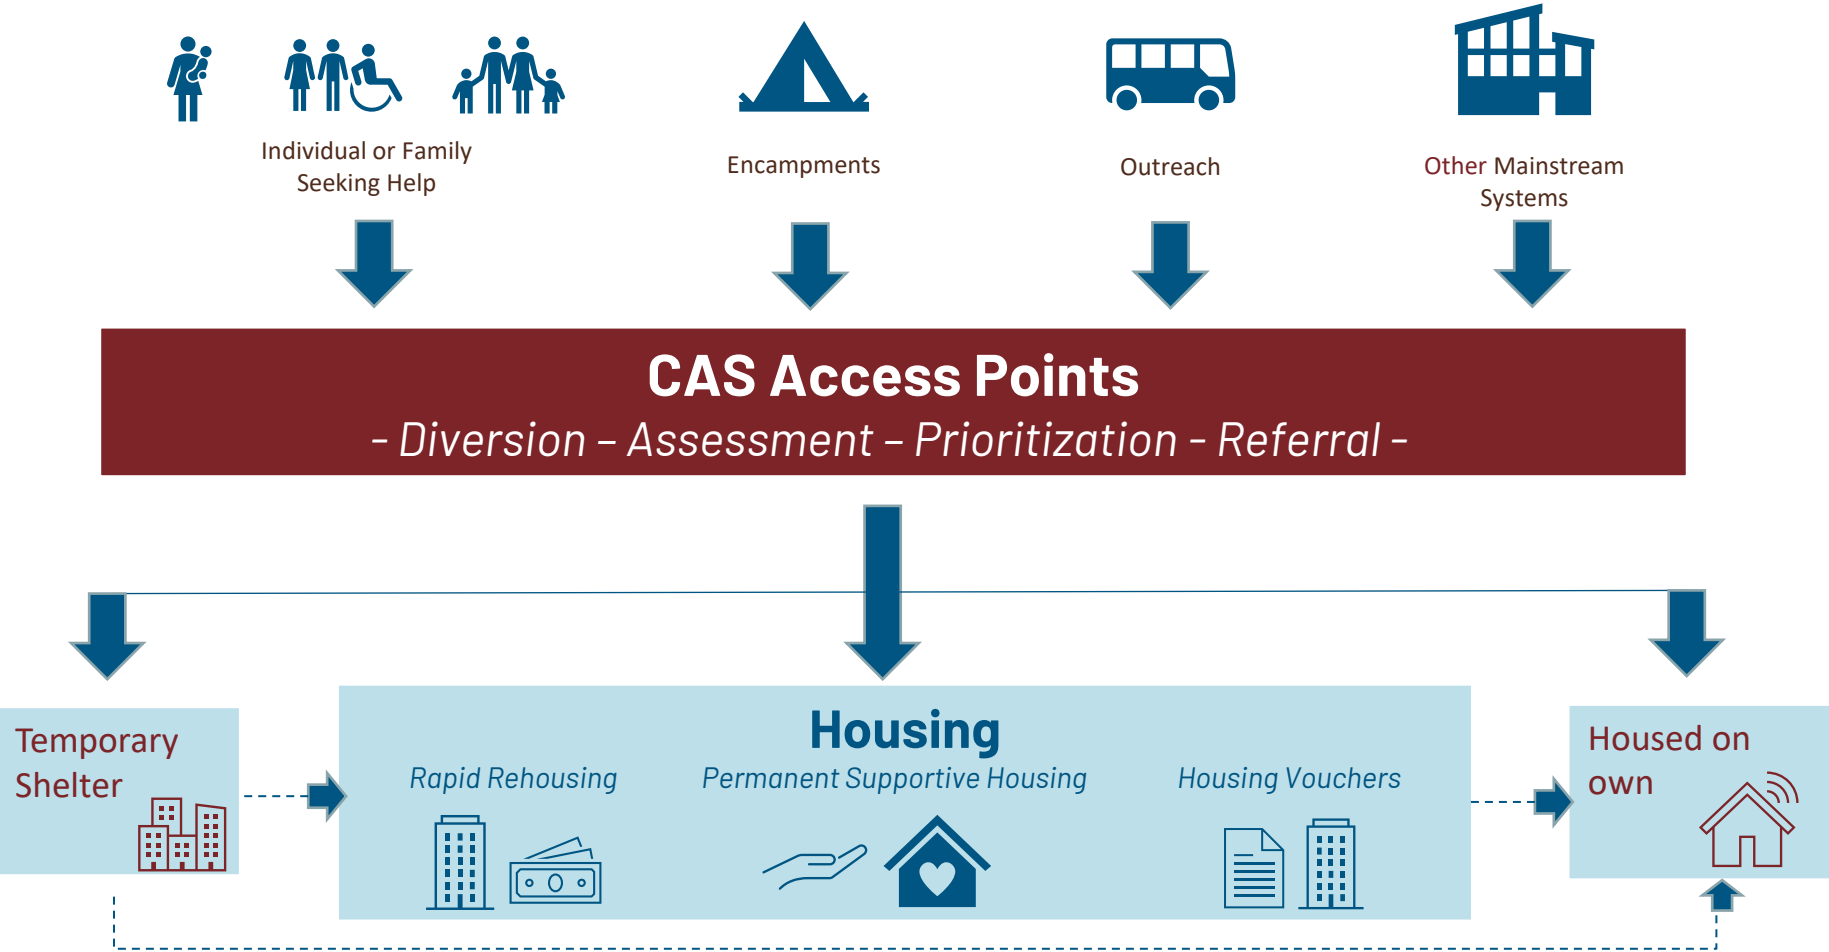 Individual or Family
Seeking Help
Encampments
Outreach
Other Mainstream
Systems
CAS Access Points
- Diversion – Assessment – Prioritization - Referral -
Temporary
Shelter
Housing
Rapid Rehousing
Permanent Supportive Housing
Housing Vouchers
Housed on
own